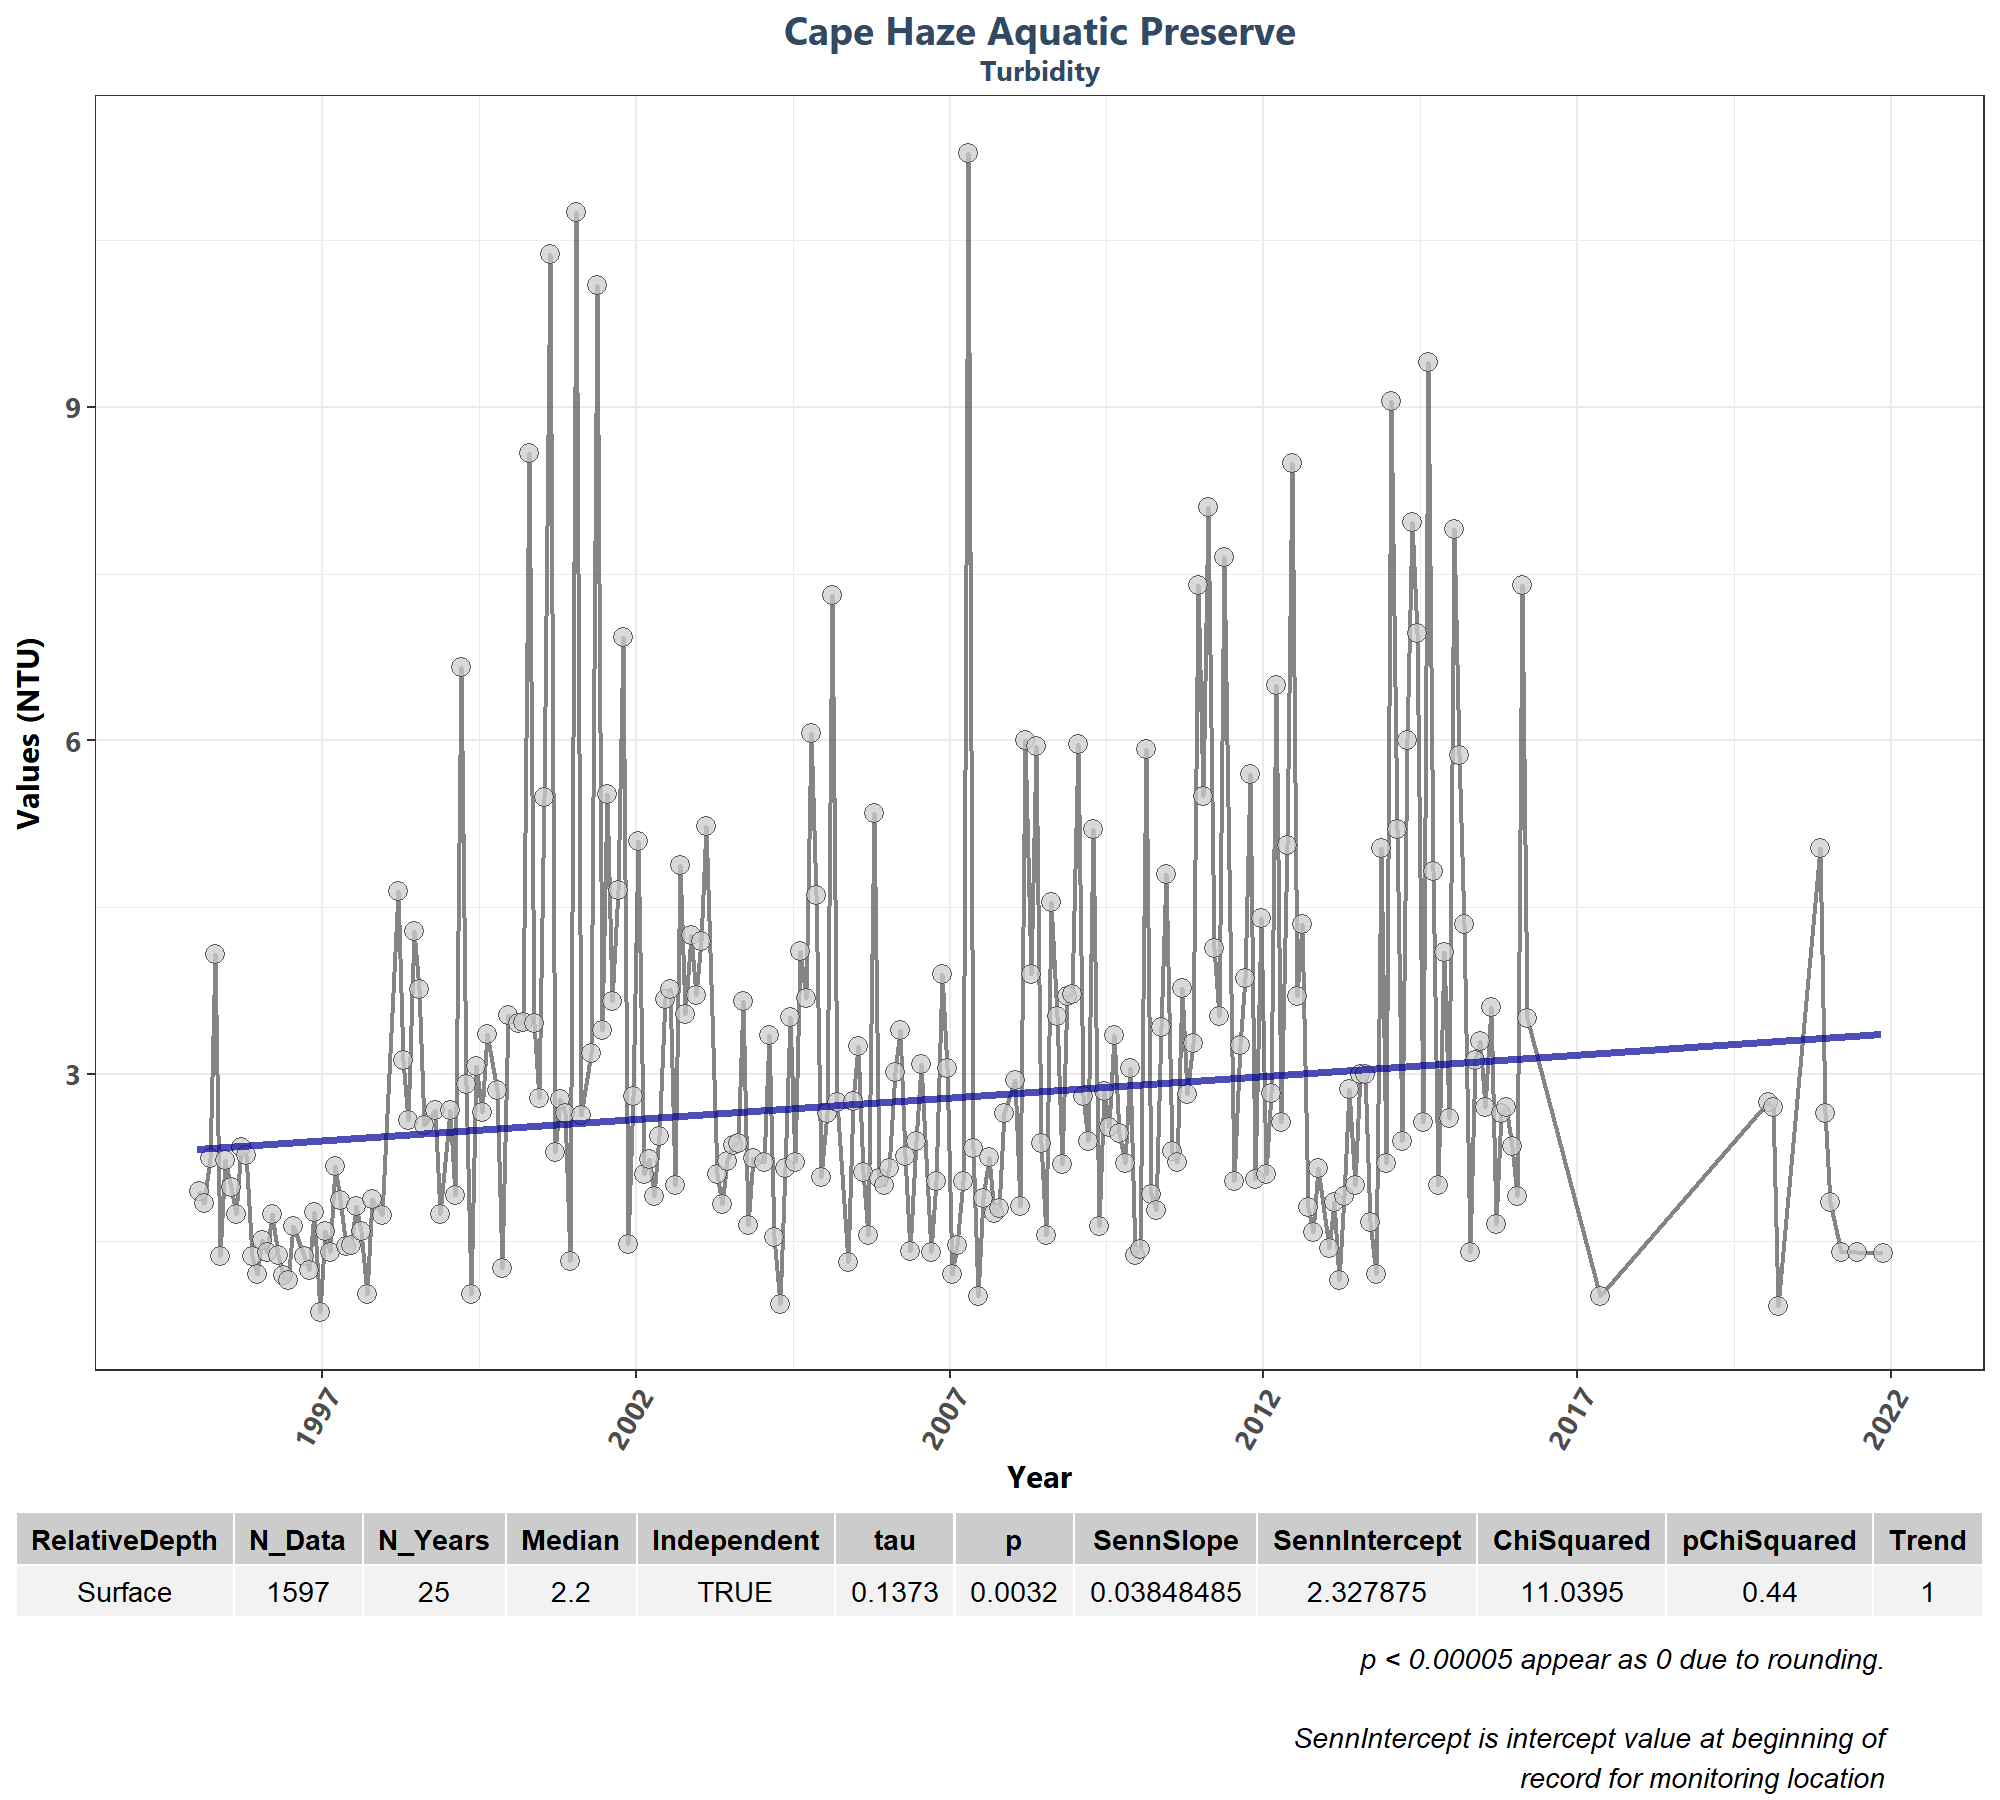 Cape Haze Aquatic Preserve
Turbidity
Values (NTU)
9
6
3
1997 2002 2007 2012 2017 2022
Year
RelativeDepth N_Data N_Years Median Independent tau p SennSlope SennIntercept ChiSquared pChiSquared Trend
Surface 1597 25 2.2 TRUE 0.1373 0.0032 0.03848485 2.327875 11.0395 0.44 1
p < 0.00005 appear as 0 due to rounding.
SennIntercept is intercept value at beginning of
record for monitoring location